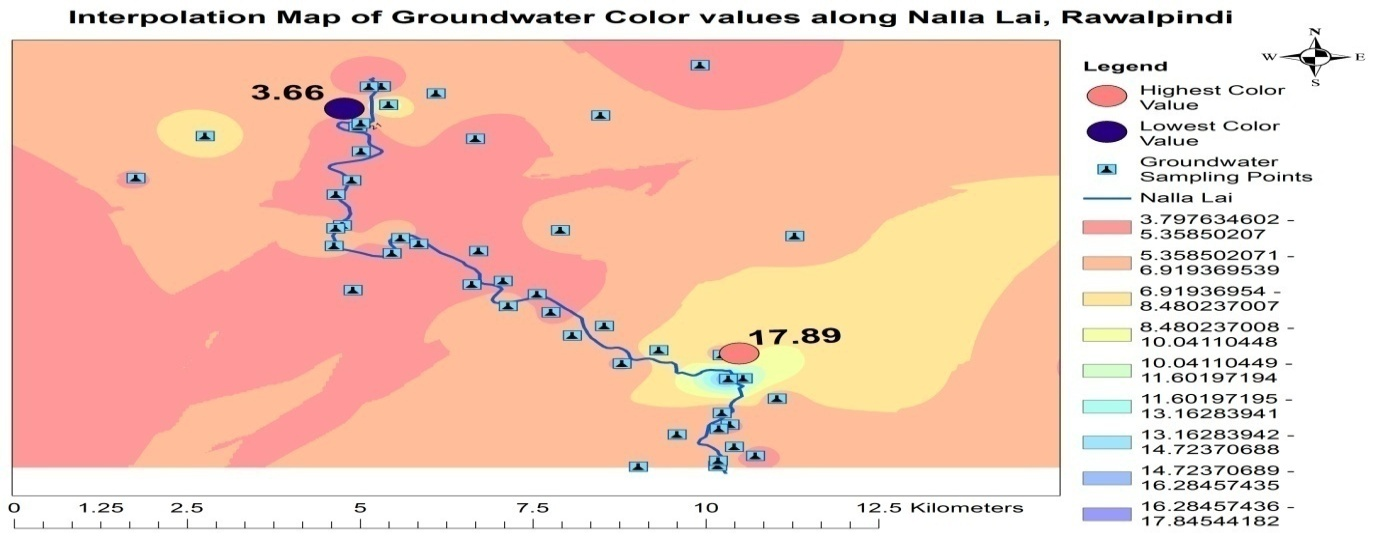 Interpolation Map of Groundwater Color values along Nalla Lai, Rawalpindi
N
W E
S
Legend
Highest Color
Value
Lowest Color
Value
Groundwater
Sampling Points
Nalla Lai
3.797634602 -
5.35850207
5.358502071 -
6.919369539
6.91936954 -
8.480237007
8.480237008 -
10.04110448
10.04110449 -
11.60197194
11.60197195 -
13.16283941
13.16283942 -
14.72370688
14.72370689 -
16.28457435
16.28457436 -
17.84544182
3.66
17.89
0 1.25 2.5 5 7.5 10 12.5 Kilometers